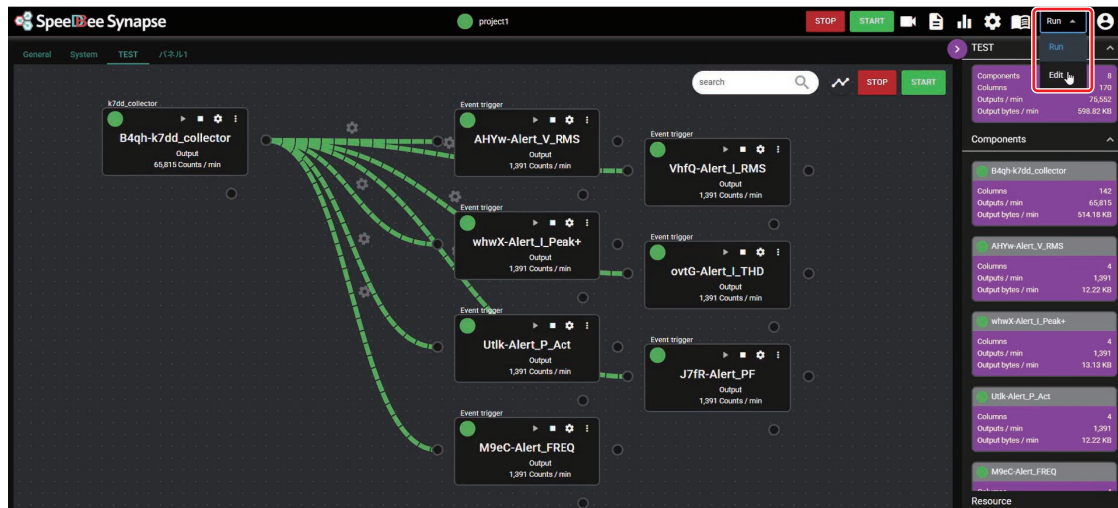 SpeeDBee Synapse
project1
STOP
START
Run
Run
Edit
General
System
TEST
パネル1
search
STOP
START
k7dd_collector
B4qh-k7dd_collector
Output
65,815 Counts / min
Event trigger
AHYw-Alert_V_RMS
Output
1,391 Counts / min
Event trigger
VhfQ-Alert_I_RMS
Output
1,391 Counts / min
Event trigger
whwX-Alert_I_Peak+
Output
1,391 Counts / min
Event trigger
ovtG-Alert_I_THD
Output
1,391 Counts / min
Event trigger
Utlk-Alert_P_Act
Output
1,391 Counts / min
Event trigger
J7fR-Alert_PF
Output
1,391 Counts / min
Event trigger
M9eC-Alert_FREQ
Output
1,391 Counts / min
TEST
Components 8
Columns 170
Outputs / min 75,552
Output bytes / min 598.82 KB
Components
B4qh-k7dd_collector
Columns 142
Outputs / min 65,815
Output bytes / min 514.18 KB
AHYw-Alert_V_RMS
Columns 4
Outputs / min 1,391
Output bytes / min 12.22 KB
whwX-Alert_I_Peak+
Columns 4
Outputs / min 1,391
Output bytes / min 13.13 KB
Utlk-Alert_P_Act
Columns 4
Outputs / min 1,391
Output bytes / min 12.22 KB
M9eC-Alert_FREQ
Resource